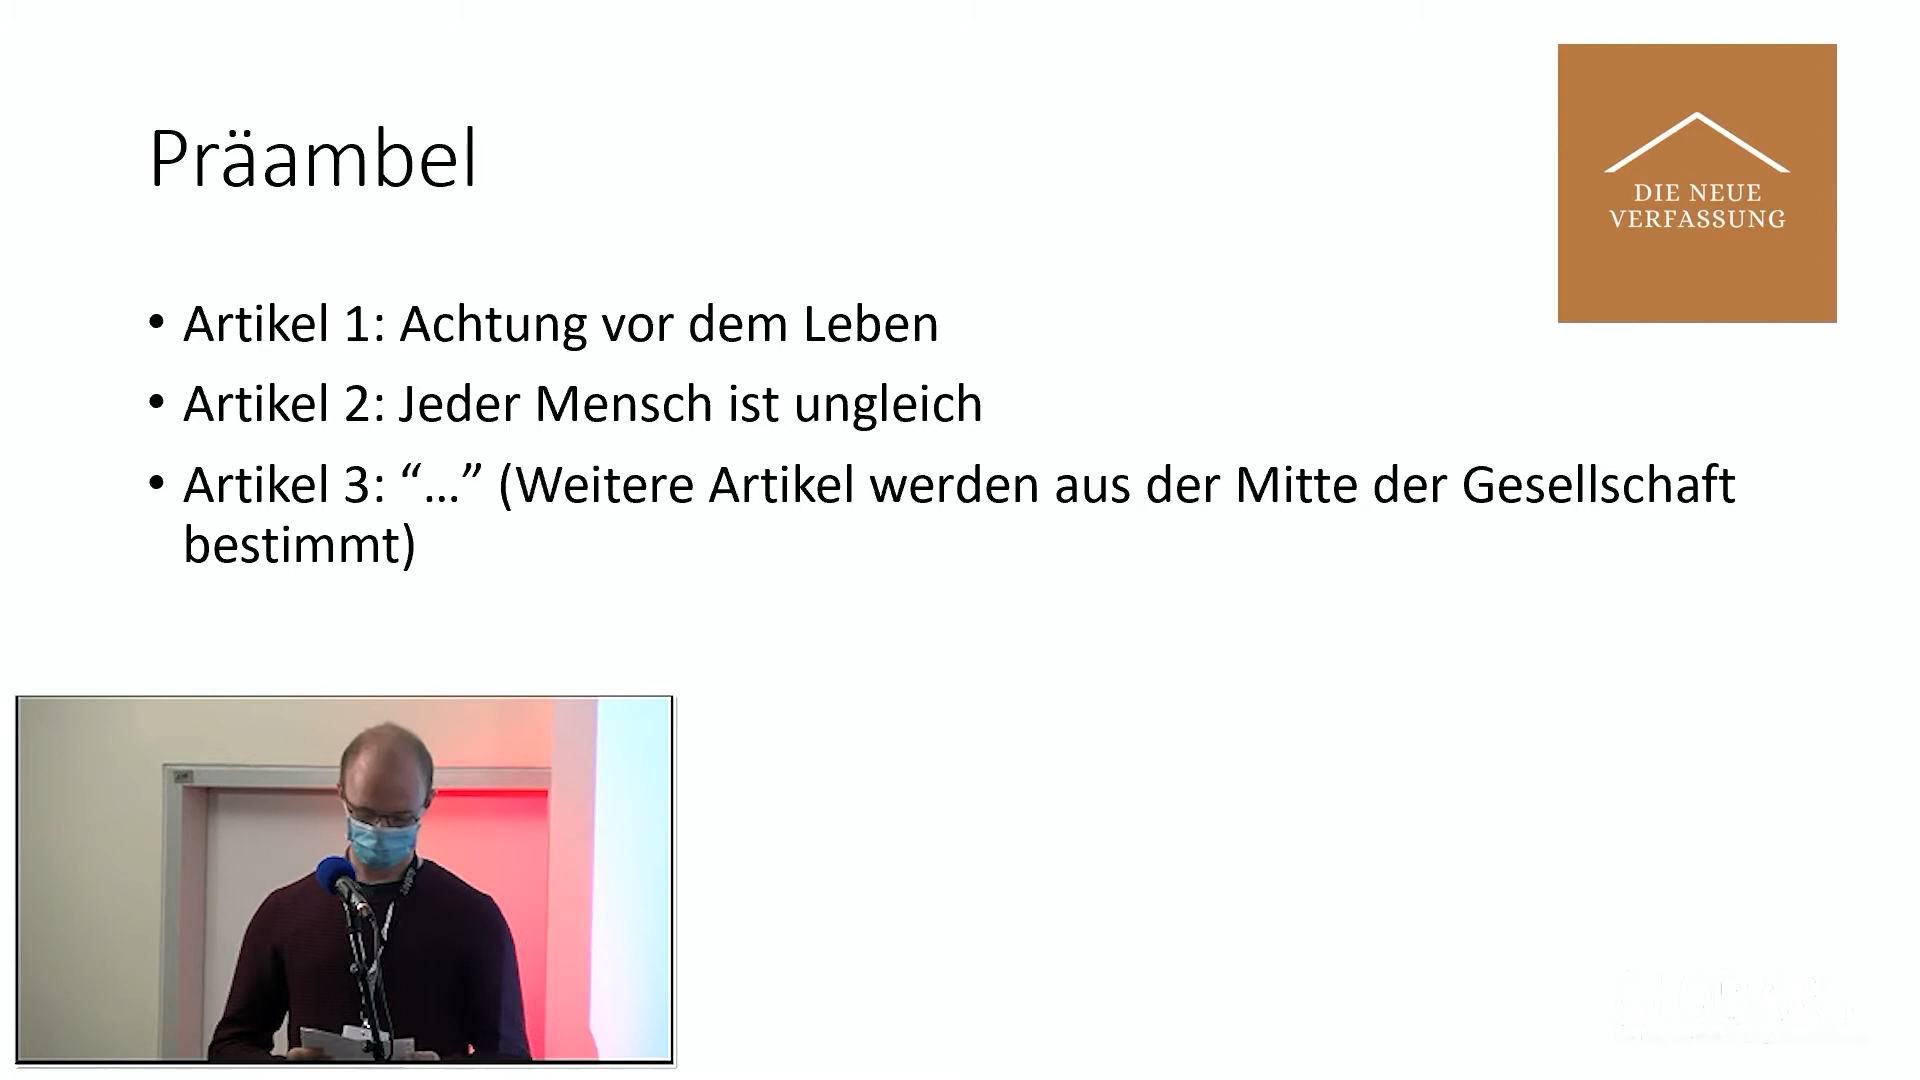 Präambel
DIE NEUE
VERFASSUNG
• Artikel 1: Achtung vor dem Leben
• Artikel 2: Jeder Mensch ist ungleich
• Artikel 3: “...” (Weitere Artikel werden aus der Mitte der Gesellschaft
bestimmt)